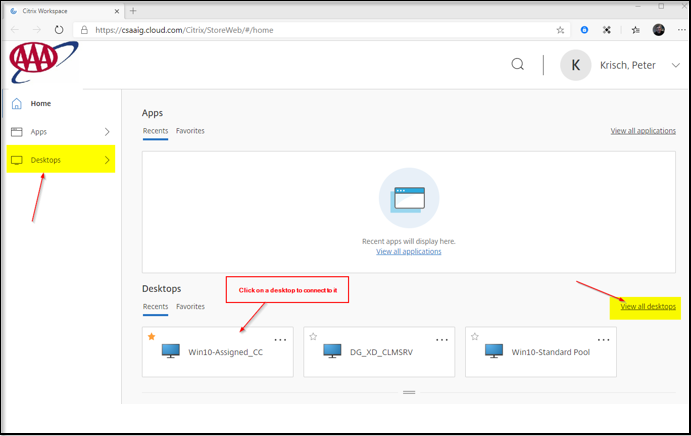 Citrix Workspace
https://csaaig.cloud.com/Citrix/StoreWeb/#/home
AAA
K
Krisch, Peter
Home
Apps
Desktops
Apps
Recents Favorites
View all applications
Recent apps will display here.
View all applications
Click on a desktop to connect to it
Desktops
Recents Favorites
View all desktops
Win10-Assigned_CC
DG_XD_CLMSRV
Win10-Standard Pool